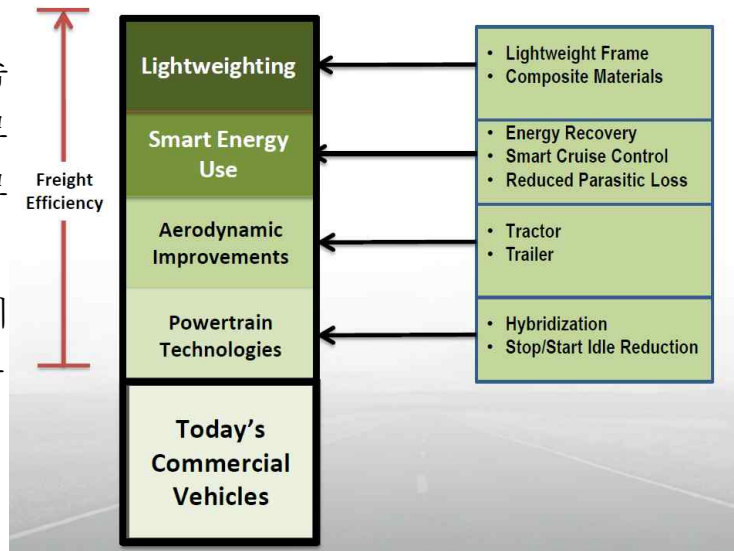 Freight
Efficiency
Lightweighting
Smart Energy
Use
Aerodynamic
Improvements
Powertrain
Technologies
Today's
Commercial
Vehicles
• Lightweight Frame
• Composite Materials
• Energy Recovery
• Smart Cruise Control
• Reduced Parasitic Loss
• Tractor
• Trailer
• Hybridization
• Stop/Start Idle Reduction